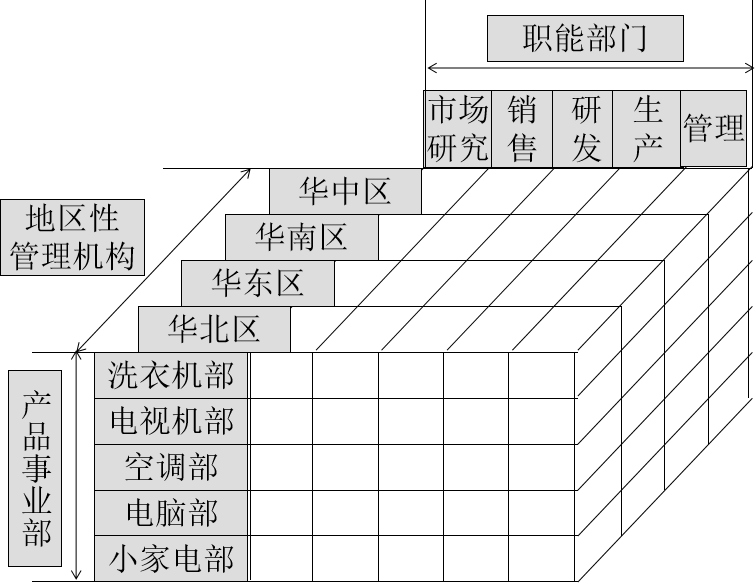 职能部门
市场
研究
销
售
研
发
生
产
管理
华中区
地区性
管理机构
华南区
华东区
华北区
产品事业部
洗衣机部
电视机部
空调部
电脑部
小家电部